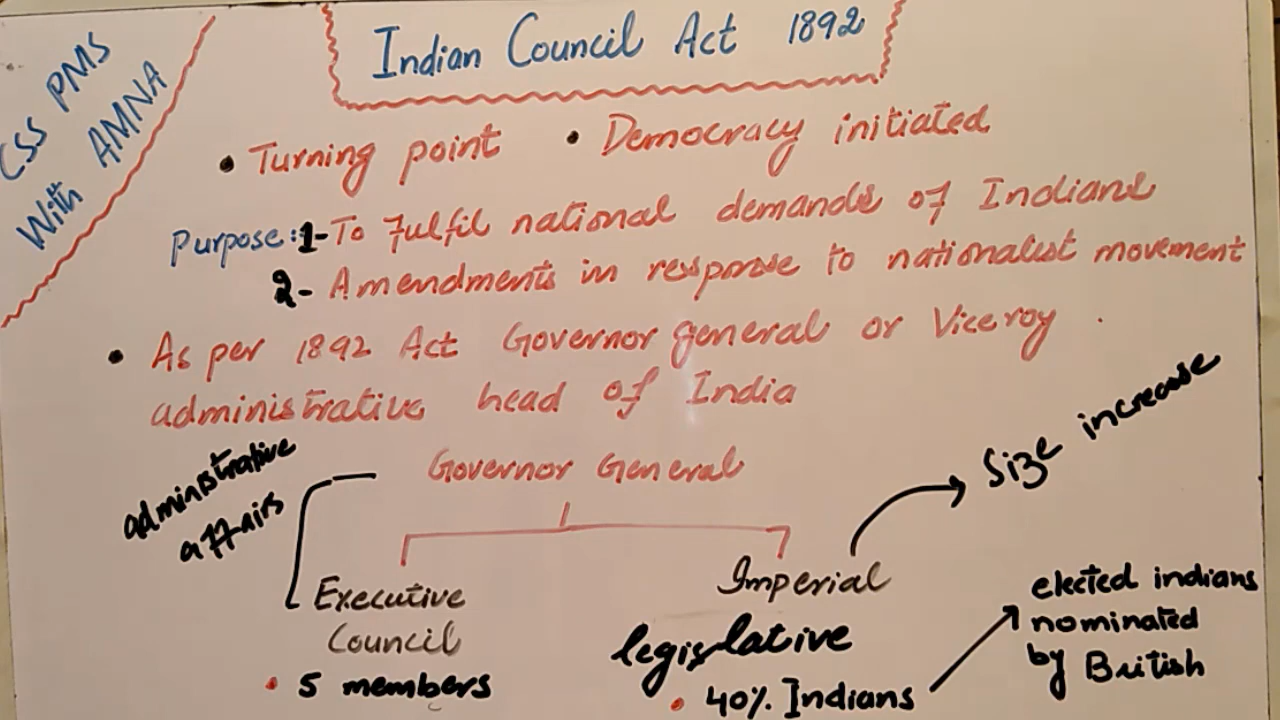 CSS PMS
With AMNA
Indian Council Act 1892
• Turning point • Democracy initiated
Purpose: 1- To fulfil national demands of Indians
2- Amendments in response to nationalist movement
• As per 1892 Act Governor general or Viceroy
administrative head of India
administrative
affairs
Governor General
Size increase
Executive
Council
• 5 members
Imperial
legislative
• 40% Indians
elected indians
nominated
by British